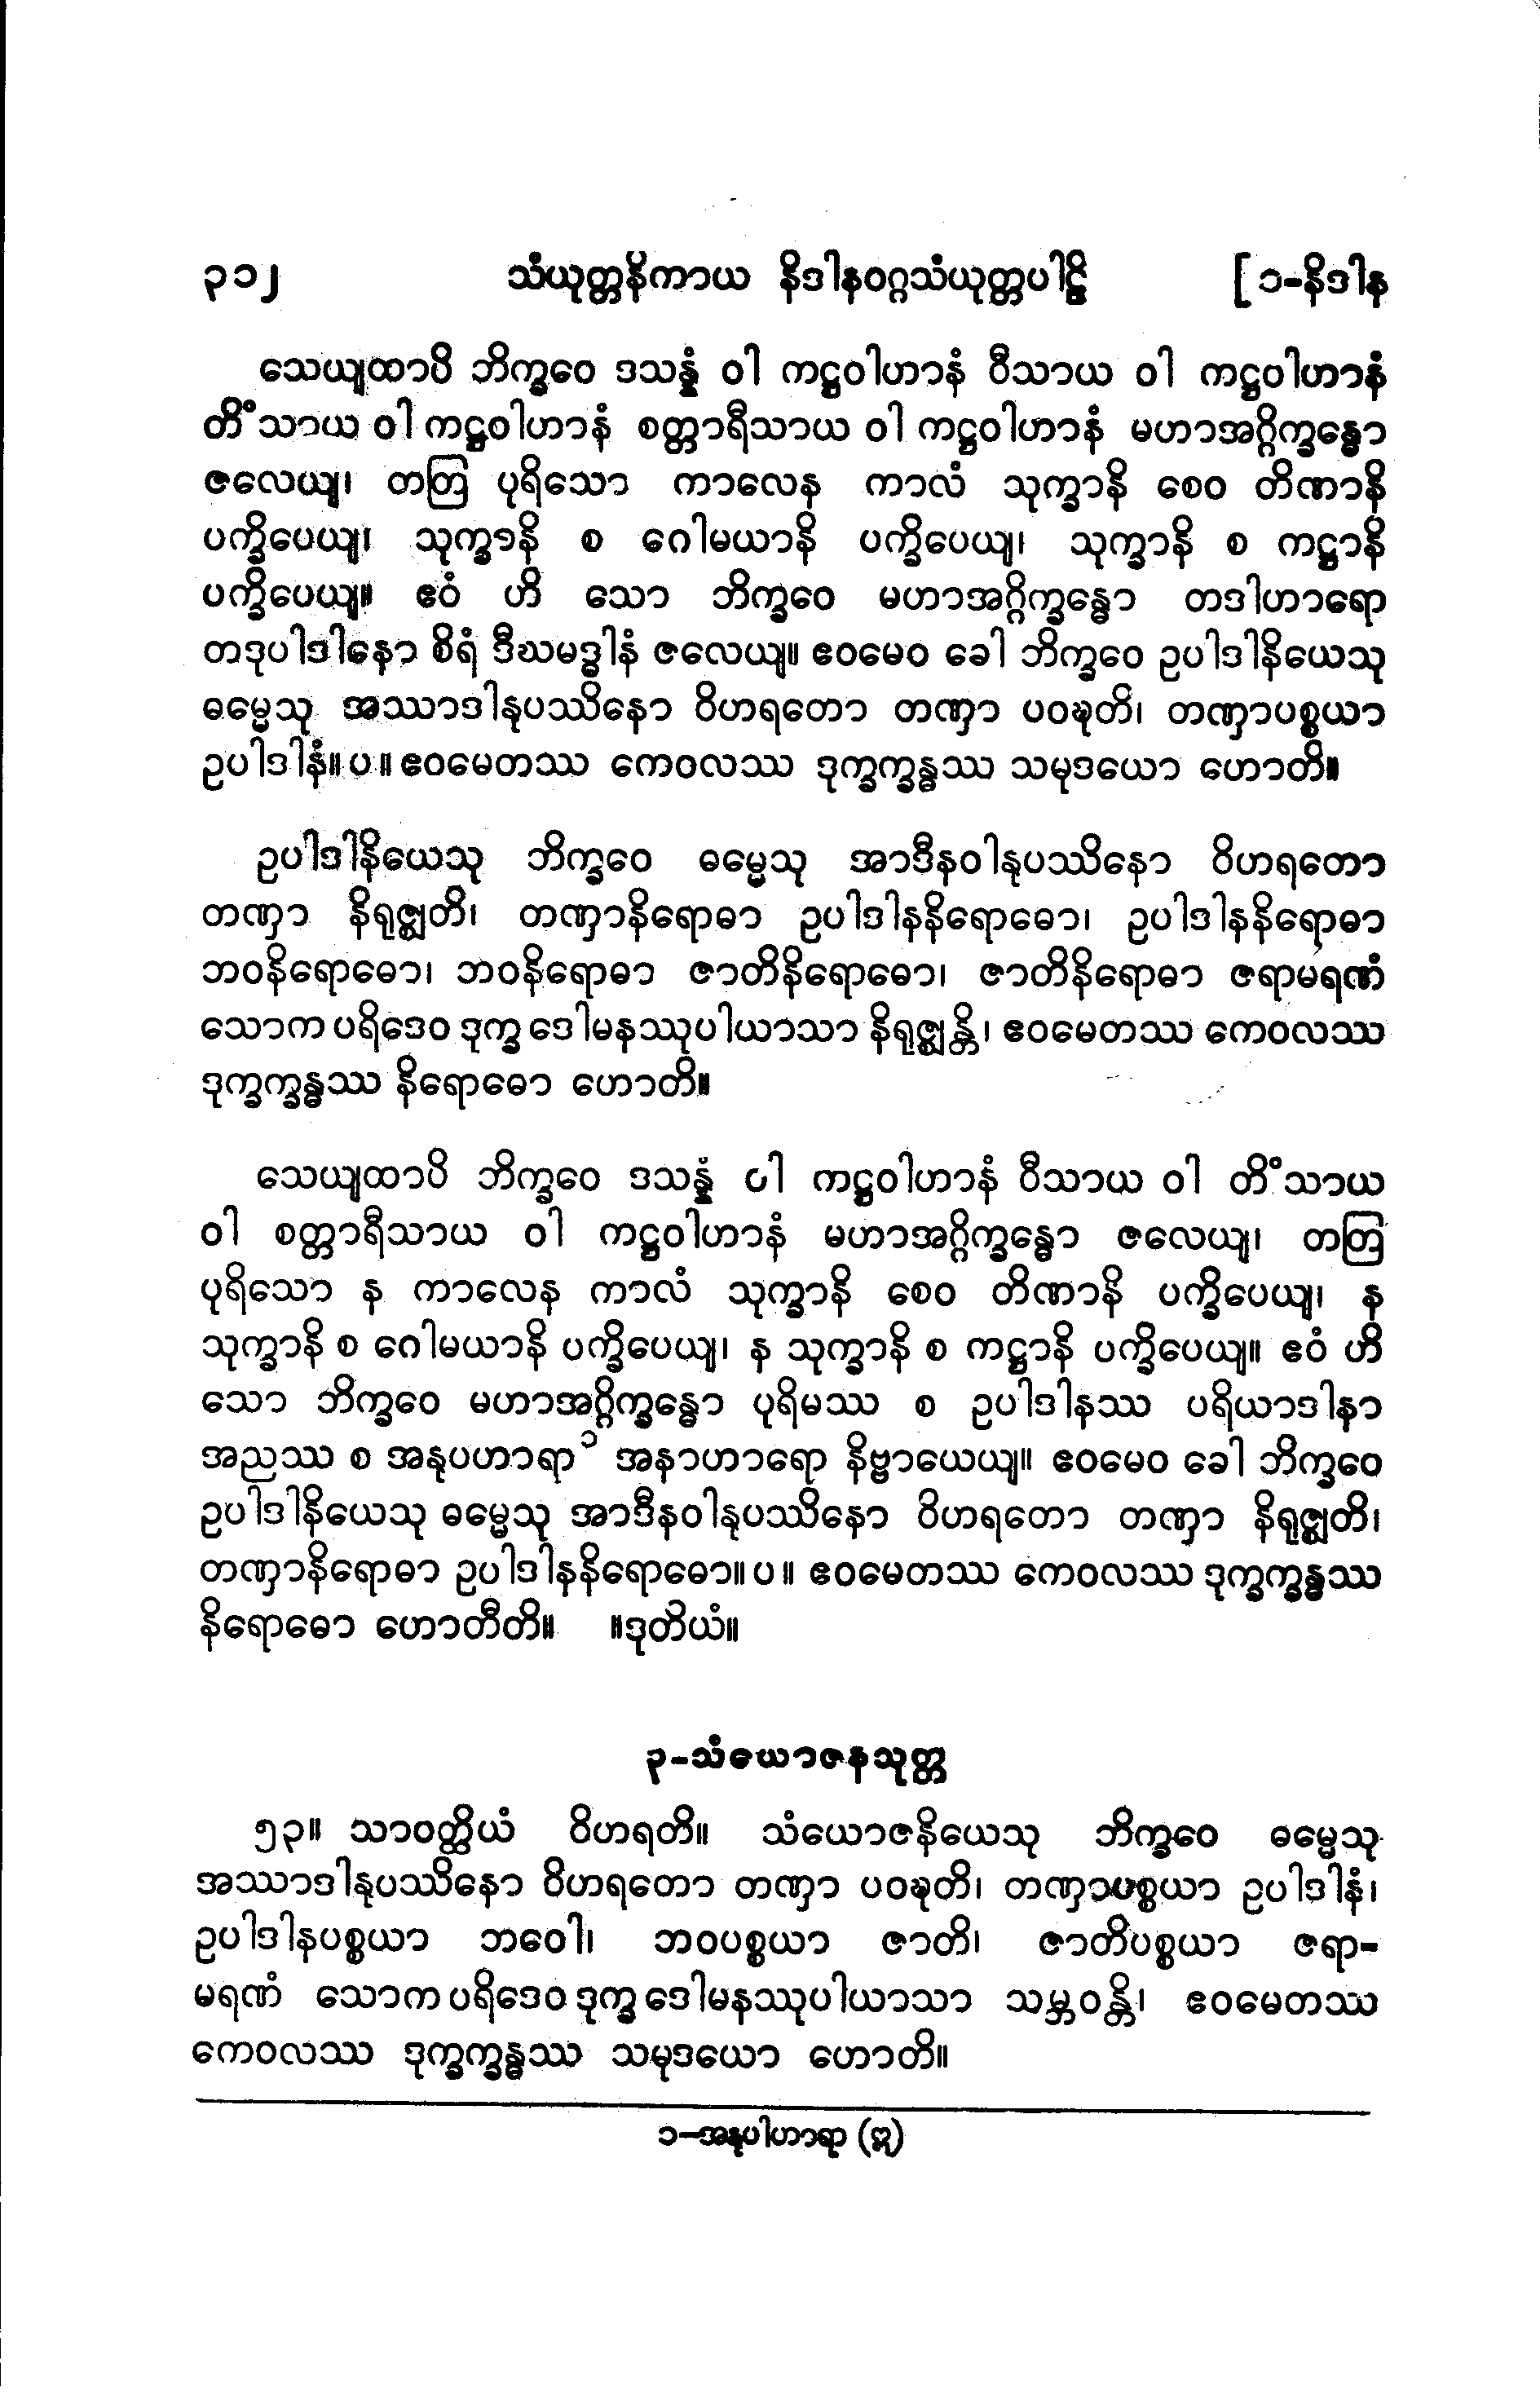 ၃၁၂ သံယုတ္တနိကာယ နိဒါနဝဂ္ဂသံယုတ္တပါဠိ [ ၁-နိဒါန
သေယျထာပိ ဘိက္ခဝေ ဒသန္နံ ဝါ ကဋ္ဌဝါဟာနံ ဝီသာယ ဝါ ကဋ္ဌဝါဟာနံ
တိံသာယ ဝါ ကဋ္ဌဝါဟာနံ စတ္တာရီသာယ ဝါ ကဋ္ဌဝါဟာနံ မဟာအဂ္ဂိက္ခန္ဓော
ဇလေယျ၊ တတြ ပုရိသော ကာလေန ကာလံ သုက္ခာနိ စေဝ တိဏာနိ
ပက္ခိပေယျ၊ သုက္ခာနိ စ ဂေါမယာနိ ပက္ခိပေယျ၊ သုက္ခာနိ စ ကဋ္ဌာနိ
ပက္ခိပေယျ။ ဧဝံ ဟိ သော ဘိက္ခဝေ မဟာအဂ္ဂိက္ခန္ဓော တဒါဟာရော
တဒုပါဒါနော စိရံ ဒီဃမဒ္ဓါနံ ဇလေယျ။ ဧဝမေဝ ခေါ ဘိက္ခဝေ ဥပါဒါနိယေသု
ဓမ္မေသု အဿာဒါနုပဿိနော ဝိဟရတော တဏှာ ပဝဍ္ဎတိ၊ တဏှာပစ္စယာ
ဥပါဒါနံ။ ပ။ ဧဝမေတဿ ကေဝလဿ ဒုက္ခက္ခန္ဓဿ သမုဒယော ဟောတိ။
ဥပါဒါနိယေသု ဘိက္ခဝေ ဓမ္မေသု အာဒီနဝါနုပဿိနော ဝိဟရတော
တဏှာ နိရုဇ္ဈတိ၊ တဏှာနိရောဓာ ဥပါဒါနနိရောဓော၊ ဥပါဒါနနိရောဓာ
ဘဝနိရောဓော၊ ဘဝနိရောဓာ ဇာတိနိရောဓော၊ ဇာတိနိရောဓာ ဇရာမရဏံ
သောက ပရိဒေဝ ဒုက္ခ ဒေါမနဿုပါယာသာ နိရုဇ္ဈန္တိ၊ ဧဝမေတဿ ကေဝလဿ
ဒုက္ခက္ခန္ဓဿ နိရောဓော ဟောတိ။
သေယျထာပိ ဘိက္ခဝေ ဒသန္နံ ဝါ ကဋ္ဌဝါဟာနံ ဝီသာယ ဝါ တိံသာယ
ဝါ စတ္တာရီသာယ ဝါ ကဋ္ဌဝါဟာနံ မဟာအဂ္ဂိက္ခန္ဓော ဇလေယျ၊ တတြ
ပုရိသော န ကာလေန ကာလံ သုက္ခာနိ စေဝ တိဏာနိ ပက္ခိပေယျ၊ န
သုက္ခာနိ စ ဂေါမယာနိ ပက္ခိပေယျ၊ န သုက္ခာနိ စ ကဋ္ဌာနိ ပက္ခိပေယျ။ ဧဝံ ဟိ
သော ဘိက္ခဝေ မဟာအဂ္ဂိက္ခန္ဓော ပုရိမဿ စ ဥပါဒါနဿ ပရိယာဒါနာ
အညဿ စ အနုပဟာရာ ၁ အနာဟာရော နိဗ္ဗာယေယျ။ ဧဝမေဝ ခေါ ဘိက္ခဝေ
ဥပါဒါနိယေသု ဓမ္မေသု အာဒီနဝါနုပဿိနော ဝိဟရတော တဏှာ နိရုဇ္ဈတိ၊
တဏှာနိရောဓာ ဥပါဒါနနိရောဓော။ ပ။ ဧဝမေတဿ ကေဝလဿ ဒုက္ခက္ခန္ဓဿ
နိရောဓော ဟောတီတိ။ ။ဒုတိယံ။
၃-သံယောဇနသုတ္တ
၅၃။ သာဝတ္ထိယံ ဝိဟရတိ။ သံယောဇနိယေသု ဘိက္ခဝေ ဓမ္မေသု
အဿာဒါနုပဿိနော ဝိဟရတော တဏှာ ပဝဍ္ဎတိ၊ တဏှာပစ္စယာ ဥပါဒါနံ၊
ဥပါဒါနပစ္စယာ ဘဝေါ၊ ဘဝပစ္စယာ ဇာတိ၊ ဇာတိပစ္စယာ ဇရာ-
မရဏံ သောက ပရိဒေဝ ဒုက္ခ ဒေါမနဿုပါယာသာ သမ္ဘဝန္တိ၊ ဧဝမေတဿ
ကေဝလဿ ဒုက္ခက္ခန္ဓဿ သမုဒယော ဟောတိ။
၁-အနုပါဟာရာ (ဣ)